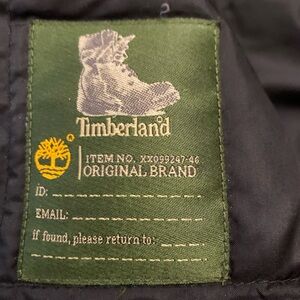 Timberland
®
ITEM NO. XX099247-46
ORIGINAL BRAND
ID:
EMAIL:
if found, please return to: